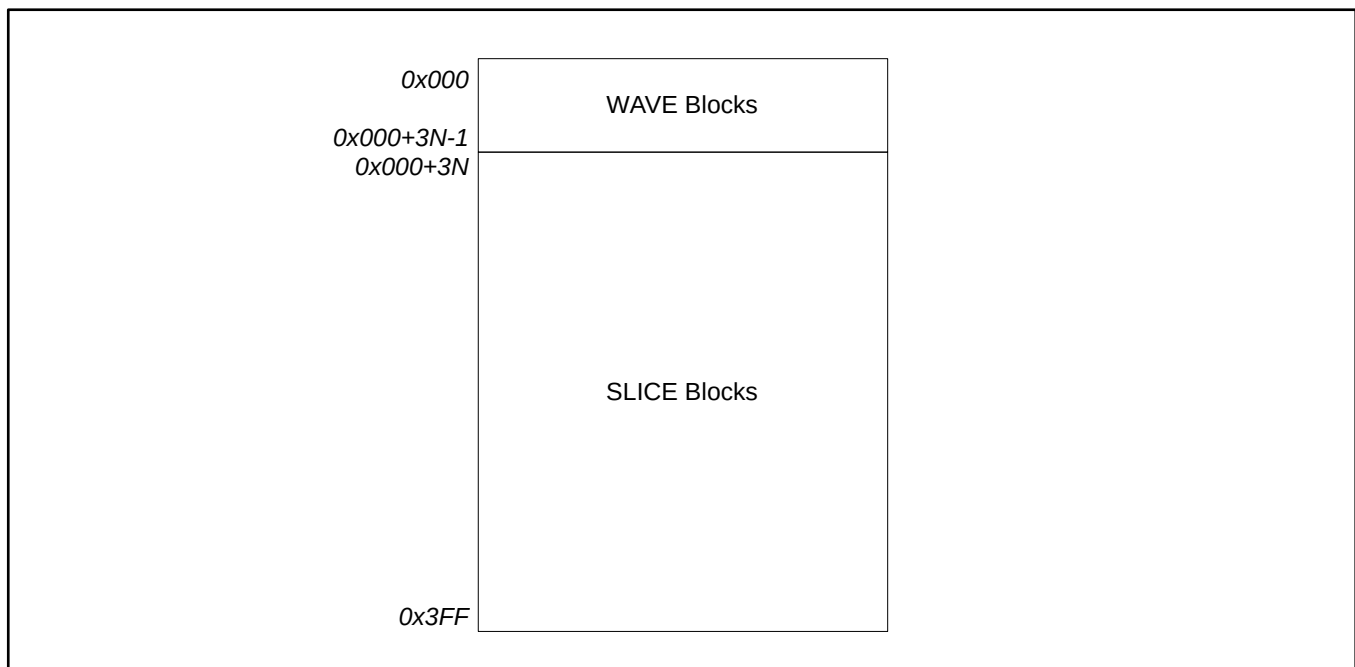 0x000
WAVE Blocks
0x000+3N-1
0x000+3N
SLICE Blocks
0x3FF